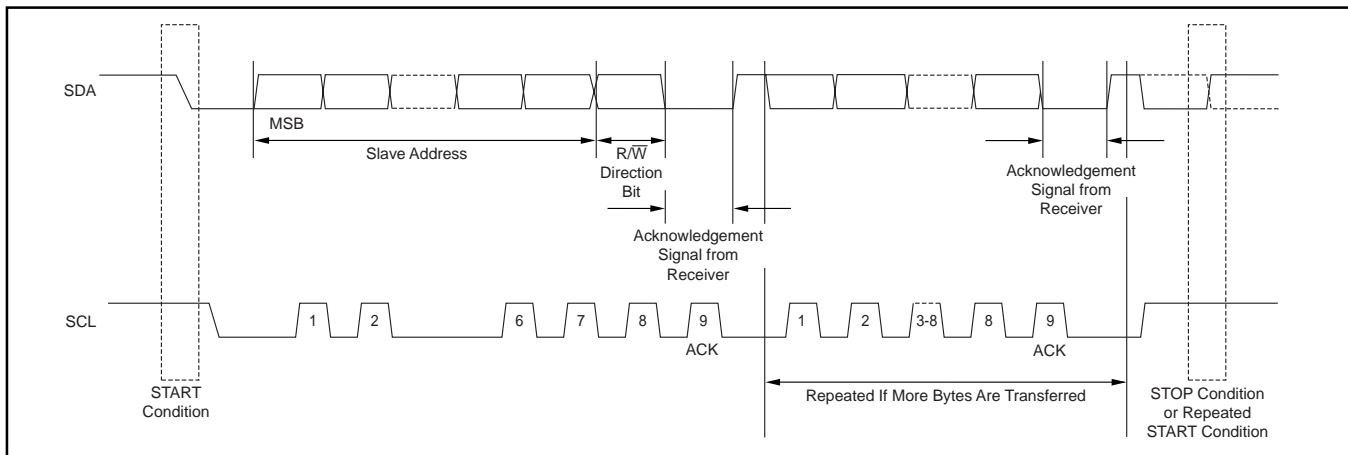 SDA
MSB
Slave Address
R/W̅
Direction
Bit
Acknowledgement
Signal from
Receiver
Acknowledgement
Signal from
Receiver
SCL
1
2
6
7
8
9
ACK
1
2
3-8
8
9
ACK
START
Condition
Repeated If More Bytes Are Transferred
STOP Condition
or Repeated
START Condition